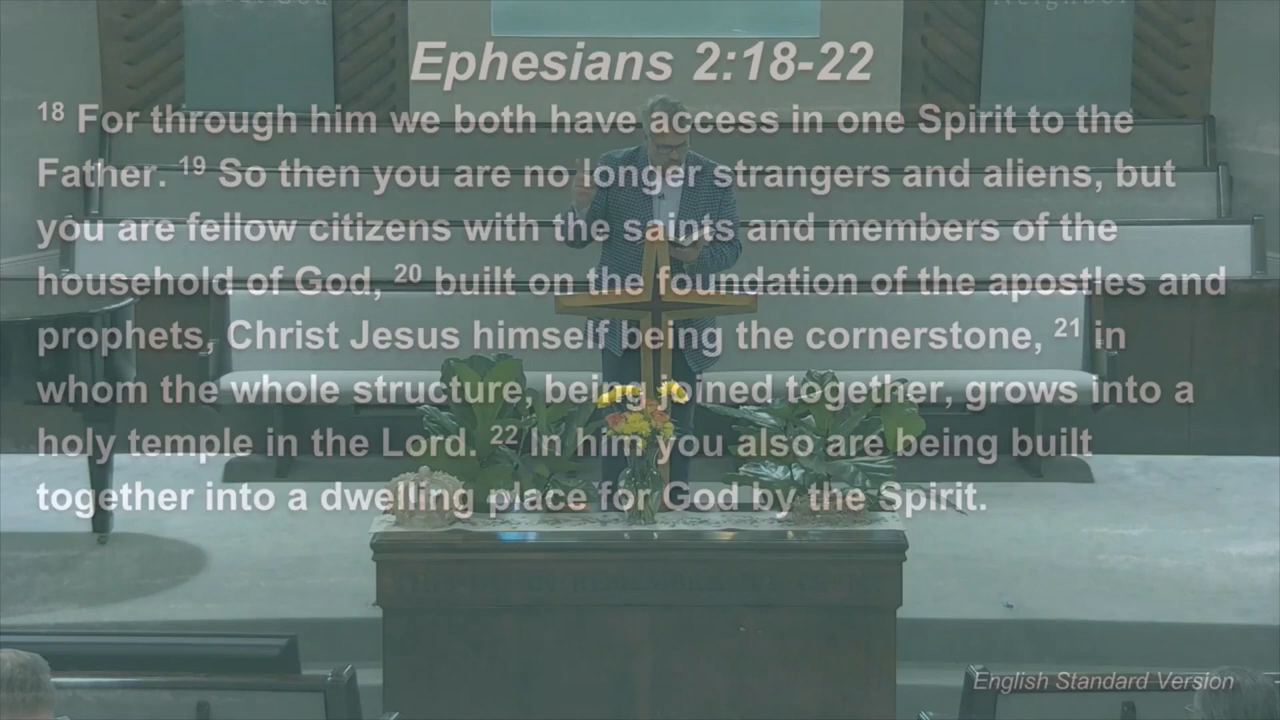 Ephesians 2:18-22
18 For through him we both have access in one Spirit to the
Father. 19 So then you are no longer strangers and aliens, but
you are fellow citizens with the saints and members of the
household of God, 20 built on the foundation of the apostles and
prophets, Christ Jesus himself being the cornerstone, 21 in
whom the whole structure, being joined together, grows into a
holy temple in the Lord. 22 In him you also are being built
together into a dwelling place for God by the Spirit.
English Standard Version